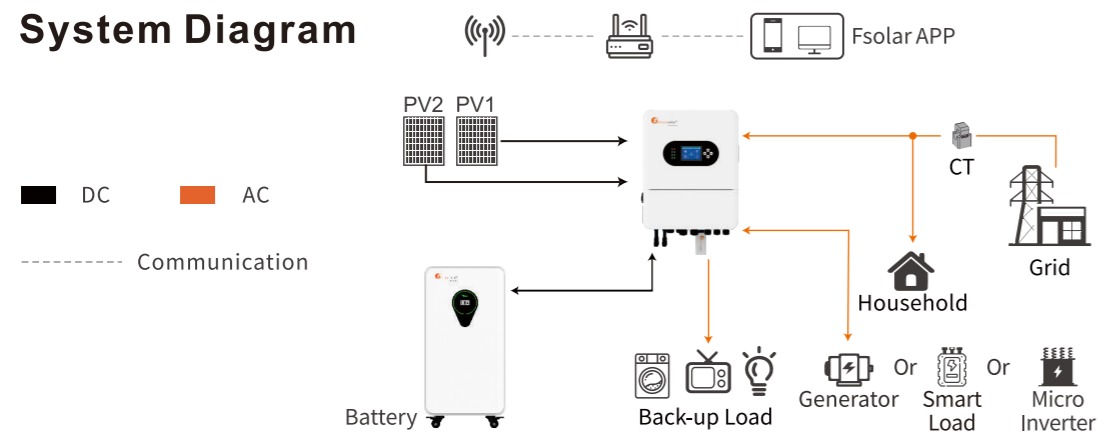 System Diagram
Fsolar APP
PV2 PV1
CT
DC
AC
Communication
Grid
Household
Battery
Back-up Load
Generator
Or
Smart
Load
Or
Micro
Inverter